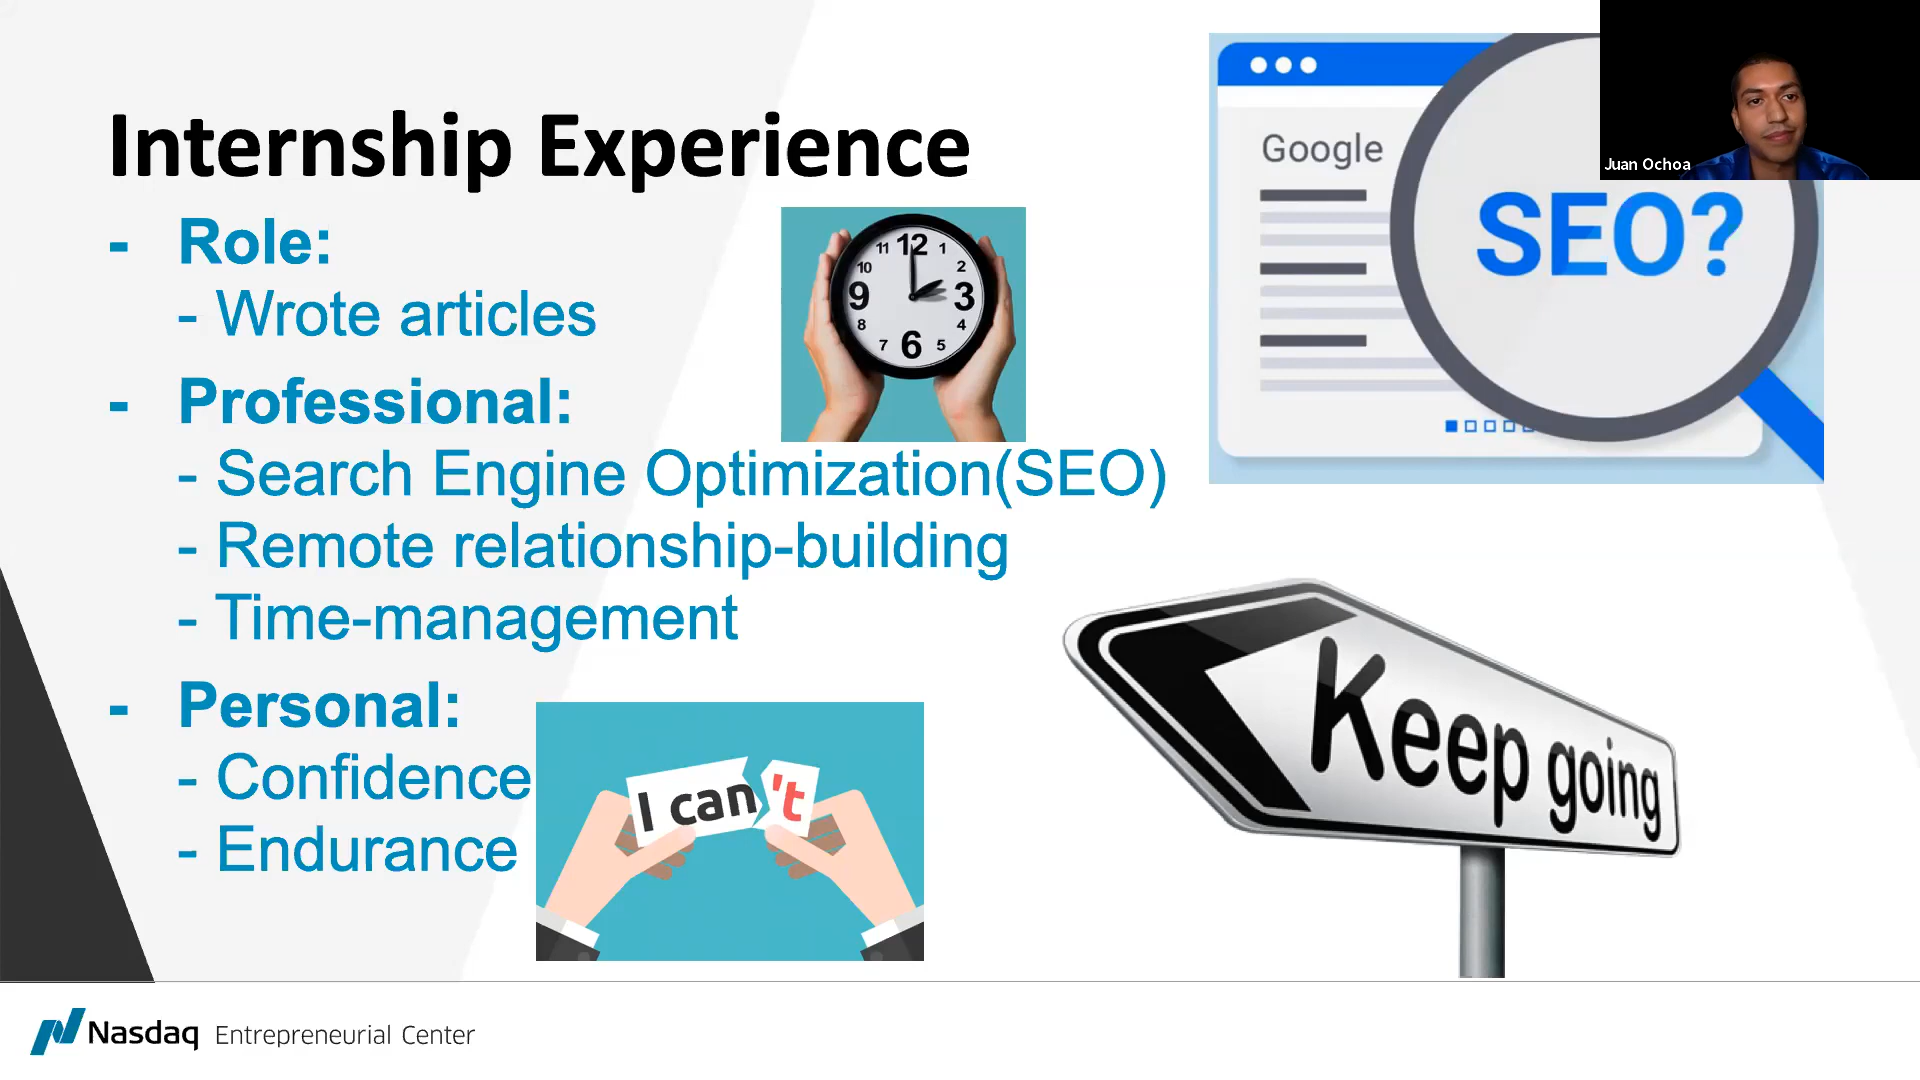 Internship Experience
- Role:
- Wrote articles
- Professional:
- Search Engine Optimization(SEO)
- Remote relationship-building
- Time-management
- Personal:
- Confidence
- Endurance
12
1
2
3
4
5
6
7
8
9
10
11
Google
SEO?
Juan Ochoa
I can't
Keep going
Nasdaq Entrepreneurial Center